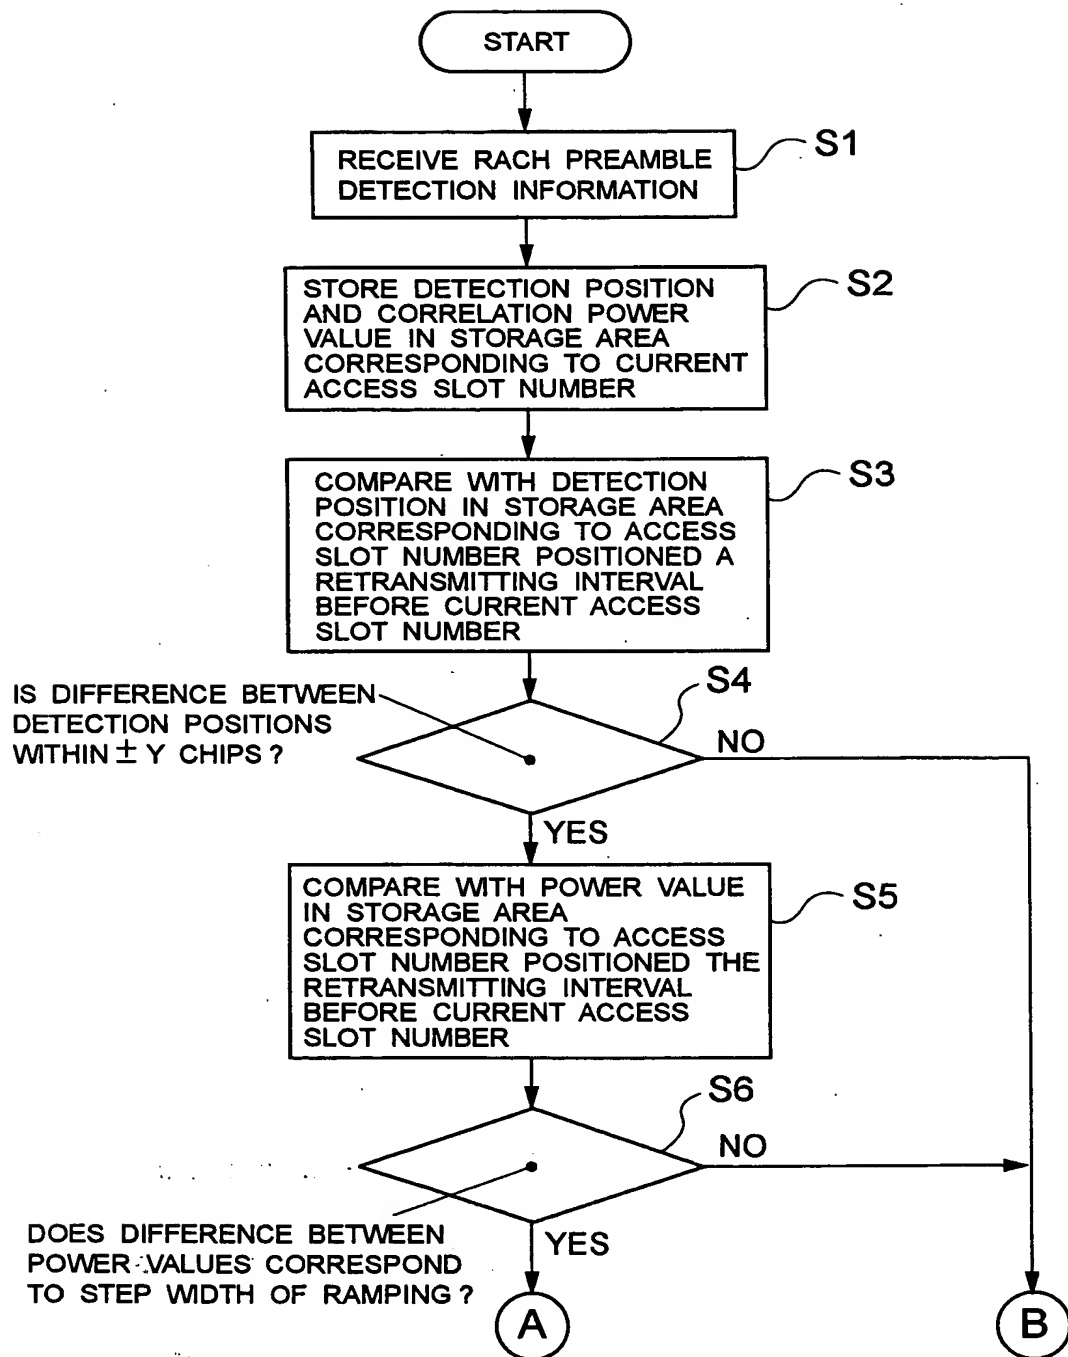 START
RECEIVE RACH PREAMBLE
DETECTION INFORMATION
S1
STORE DETECTION POSITION
AND CORRELATION POWER
VALUE IN STORAGE AREA
CORRESPONDING TO CURRENT
ACCESS SLOT NUMBER
S2
COMPARE WITH DETECTION
POSITION IN STORAGE AREA
CORRESPONDING TO ACCESS
SLOT NUMBER POSITIONED A
RETRANSMITTING INTERVAL
BEFORE CURRENT ACCESS
SLOT NUMBER
S3
IS DIFFERENCE BETWEEN
DETECTION POSITIONS
WITHIN ± Y CHIPS ?
S4
NO
YES
COMPARE WITH POWER VALUE
IN STORAGE AREA
CORRESPONDING TO ACCESS
SLOT NUMBER POSITIONED THE
RETRANSMITTING INTERVAL
BEFORE CURRENT ACCESS
SLOT NUMBER
S5
S6
NO
DOES DIFFERENCE BETWEEN
POWER VALUES CORRESPOND
TO STEP WIDTH OF RAMPING ?
YES
A
B